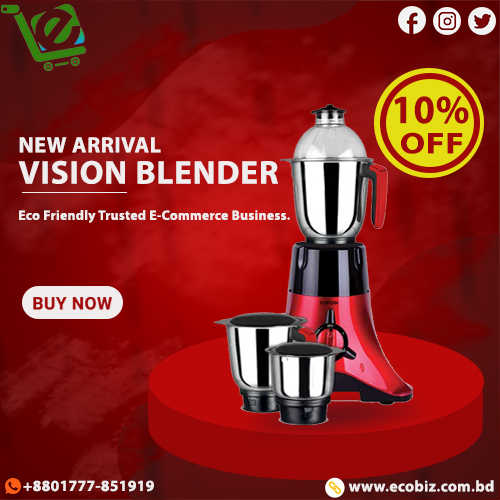 10%
OFF
NEW ARRIVAL
VISION BLENDER
Eco Friendly Trusted E-Commerce Business.
BUY NOW
VISION
+8801777-851919
www.ecobiz.com.bd